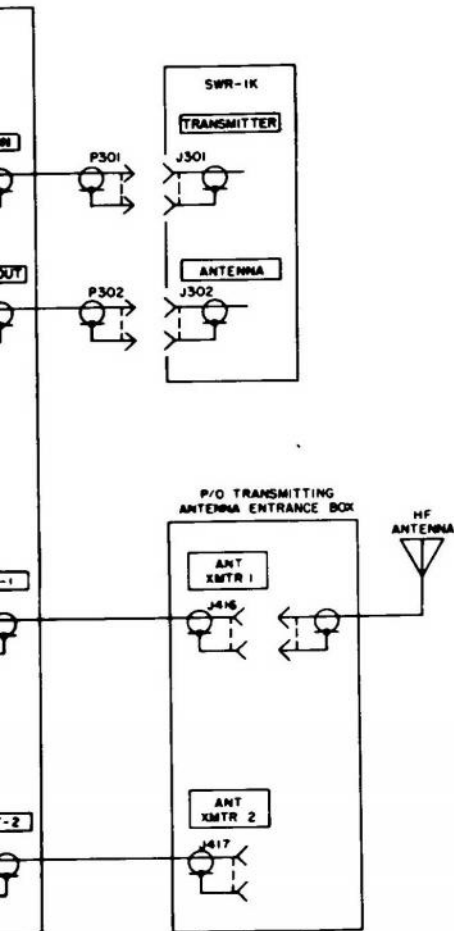 SWR-1K
TRANSMITTER
P301
J301
ANTENNA
P302
J302
OUT
P/O TRANSMITTING
ANTENNA ENTRANCE BOX
HF
ANTENNA
ANT
XMTR 1
J416
-1
ANT
XMTR 2
-2
J417